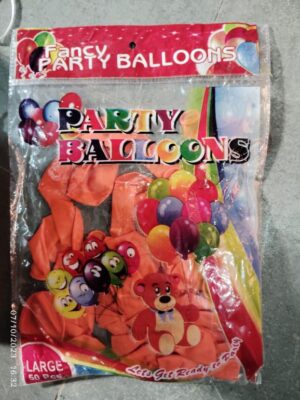 Fancy
PARTY BALLOONS
PARTY
BALLOONS
LARGE
50 Pcs.
Let's Get Ready to Party
07/10/2023 16:32